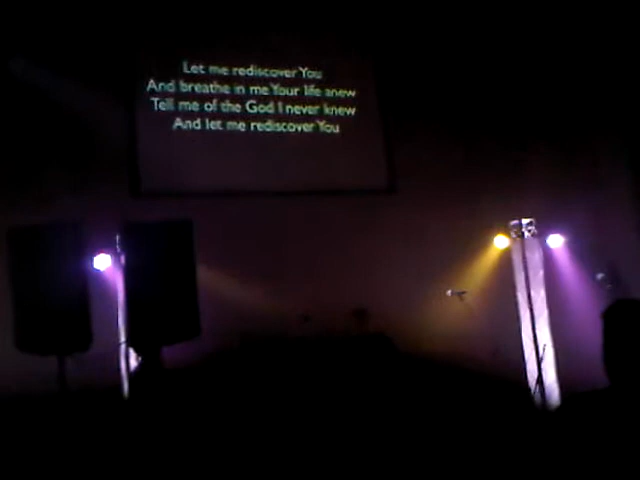 Let me rediscover You
And breathe in me Your life anew
Tell me of the God I never knew
And let me rediscover You